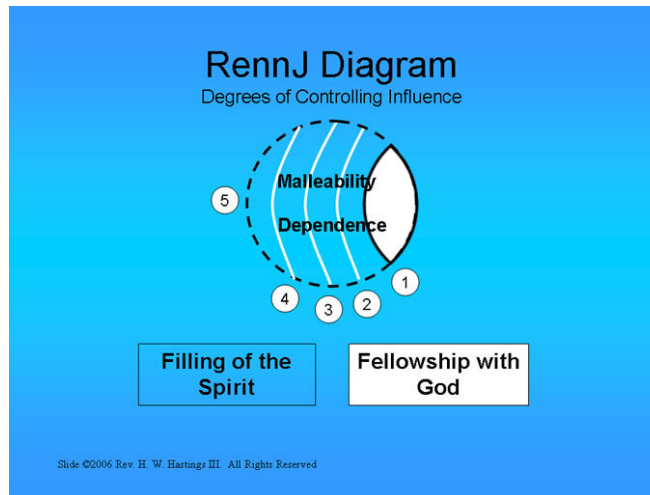 RennJ Diagram
Degrees of Controlling Influence
Malleability
5
Dependence
1
4
3
2
Filling of the
Spirit
Fellowship with
God
Slide ©2006 Rev. H. W. Hastings III. All Rights Reserved